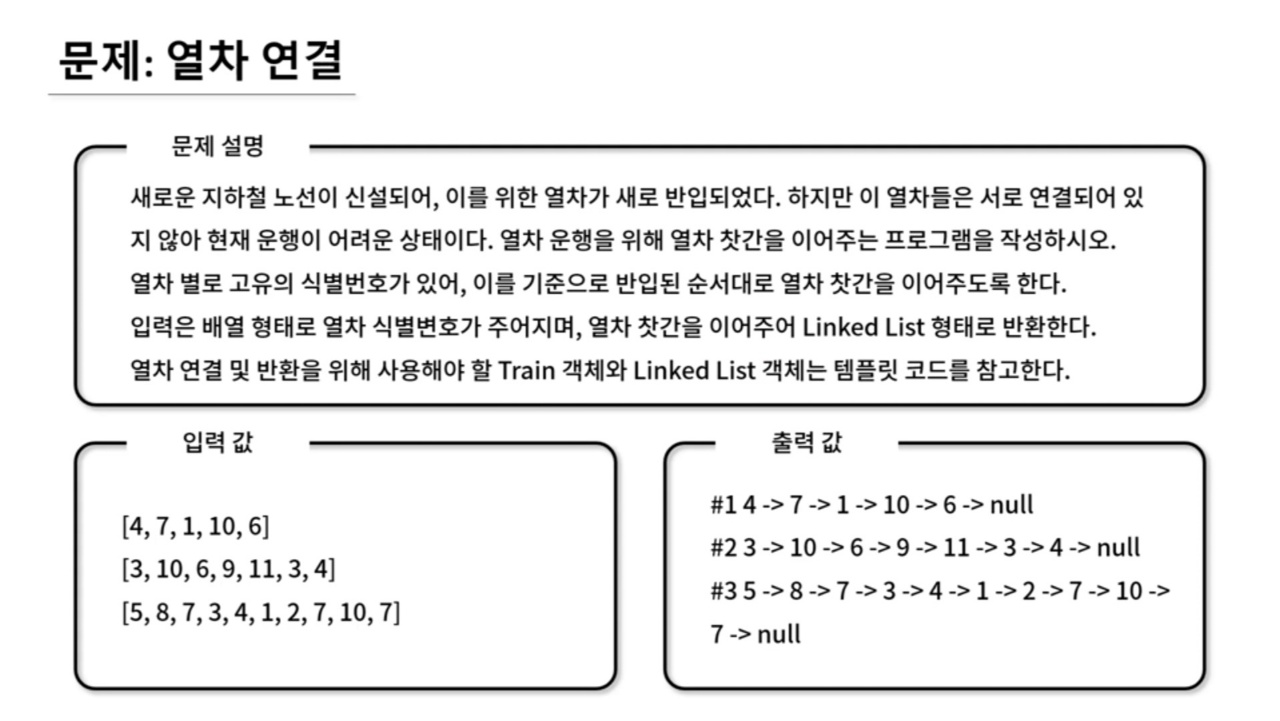 문제: 열차 연결
문제 설명
새로운 지하철 노선이 신설되어, 이를 위한 열차가 새로 반입되었다. 하지만 이 열차들은 서로 연결되어 있
지 않아 현재 운행이 어려운 상태이다. 열차 운행을 위해 열차 찻간을 이어주는 프로그램을 작성하시오.
열차 별로 고유의 식별번호가 있어, 이를 기준으로 반입된 순서대로 열차 찻간을 이어주도록 한다.
입력은 배열 형태로 열차 식별변호가 주어지며, 열차 찻간을 이어주어 Linked List 형태로 반환한다.
열차 연결 및 반환을 위해 사용해야 할 Train 객체와 Linked List 객체는 템플릿 코드를 참고한다.
입력 값
[4, 7, 1, 10, 6]
[3, 10, 6, 9, 11, 3, 4]
[5, 8, 7, 3, 4, 1, 2, 7, 10, 7]
출력 값
#1 4 -> 7 -> 1 -> 10 -> 6 -> null
#2 3 -> 10 -> 6 -> 9 -> 11 -> 3 -> 4 -> null
#3 5 -> 8 -> 7 -> 3 -> 4 -> 1 -> 2 -> 7 -> 10 ->
7 -> null